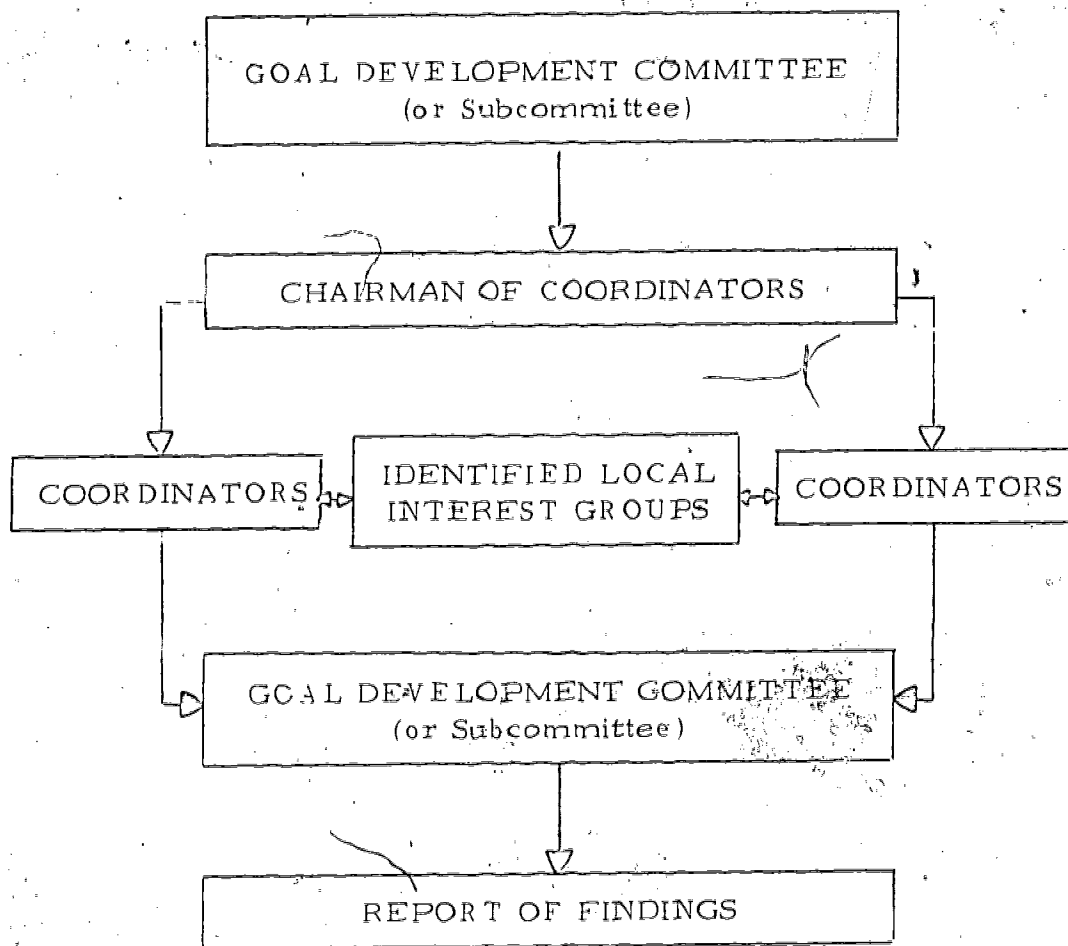 GOAL DEVELOPMENT COMMITTEE
(or Subcommittee)
CHAIRMAN OF COORDINATORS
COORDINATORS
IDENTIFIED LOCAL
INTEREST GROUPS
COORDINATORS
GOAL DEVELOPMENT COMMITTEE
(or Subcommittee)
REPORT OF FINDINGS